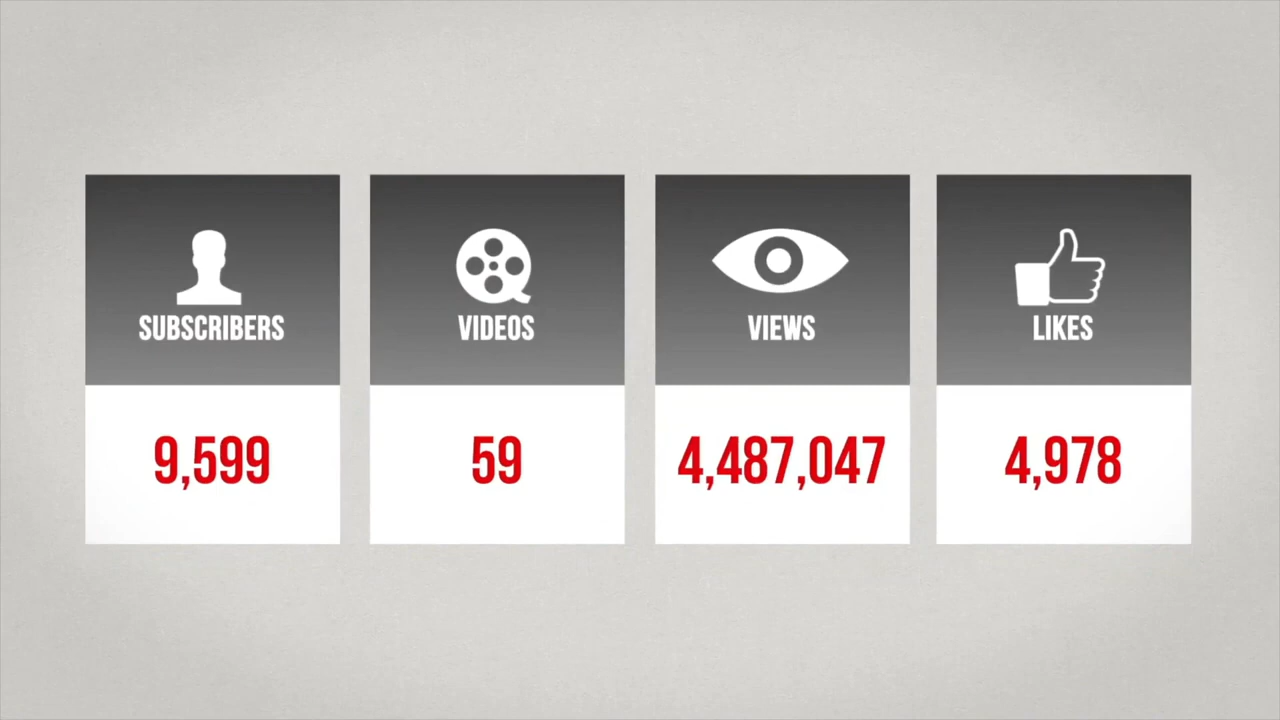 SUBSCRIBERS
9,599
VIDEOS
59
VIEWS
4,487,047
LIKES
4,978